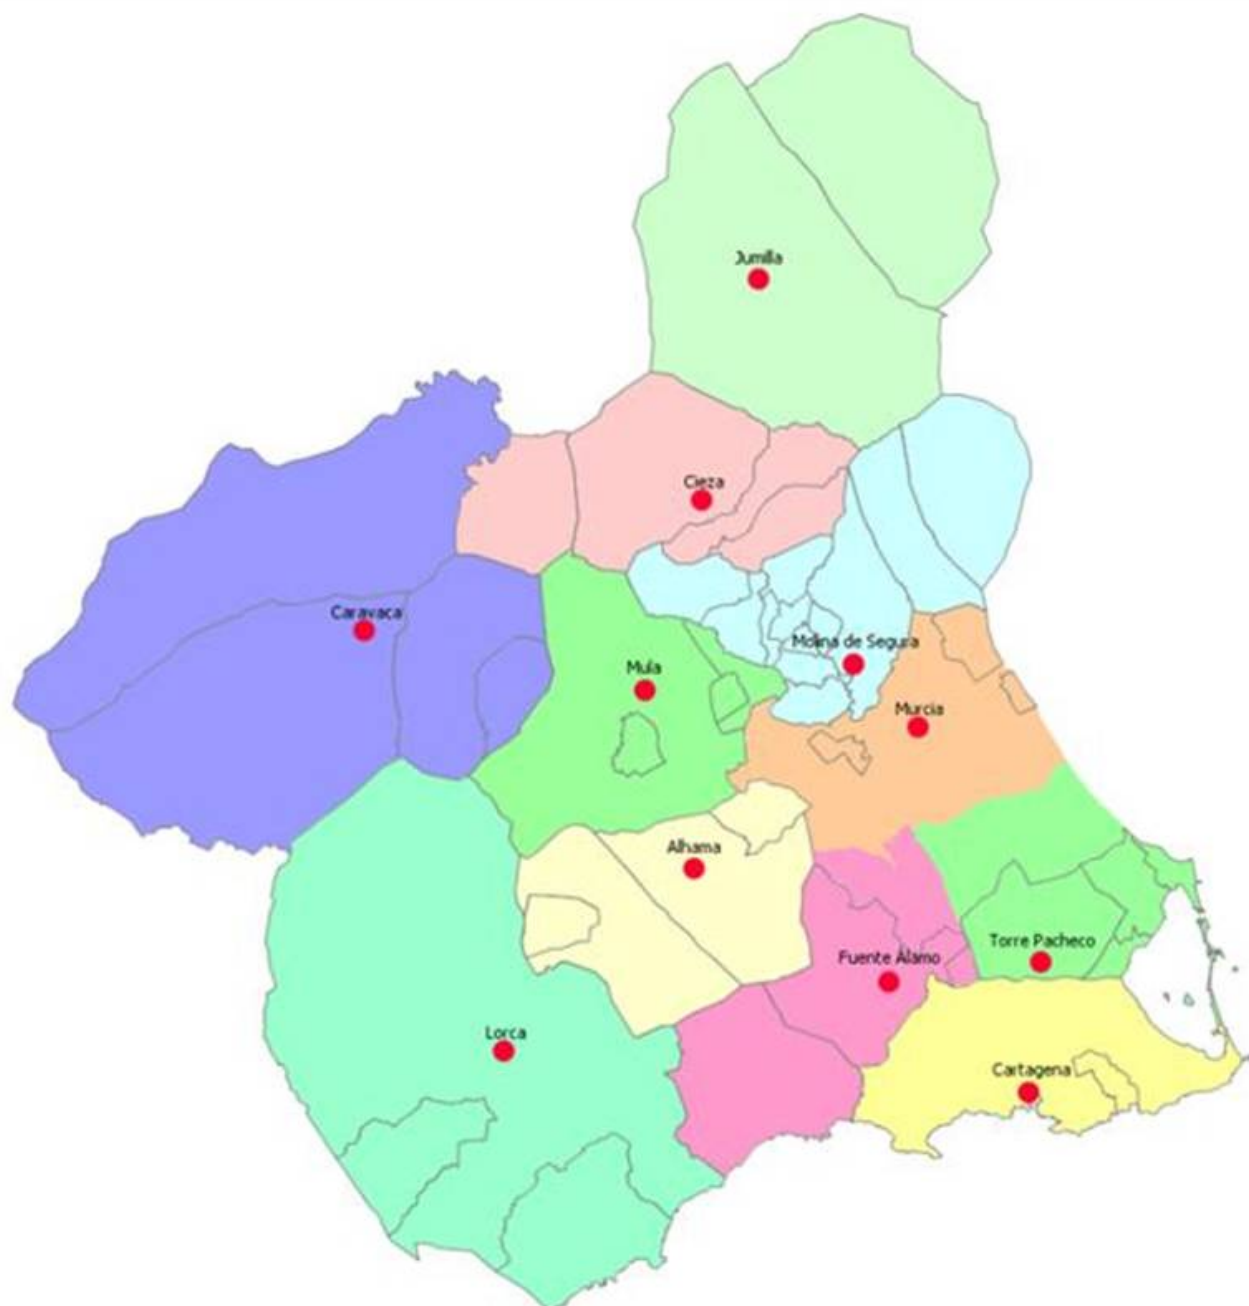 Jumilla
Cieza
Caravaca
Molina de Segura
Mula
Murcia
Alhama
Torre Pacheco
Fuente Álamo
Lorca
Cartagena